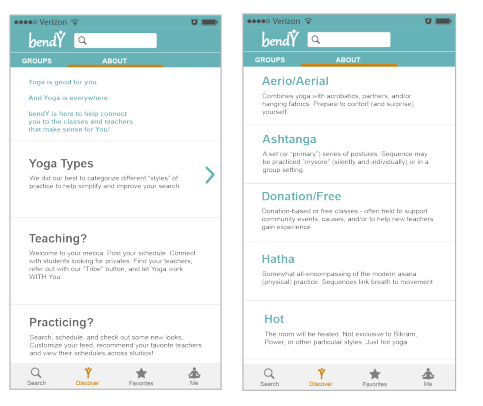 Verizon
bendY
GROUPS ABOUT
Yoga is good for you.
And Yoga is everywhere.
bendY is here to help connect
you to the classes and teachers
that make sense for You!
Yoga Types
We did our best to categorize different "styles" of
practice to help simplify and improve your search
Teaching?
Welcome to your mecca. Post your schedule. Connect
with students looking for privates. Find your teachers,
refer out with our "Tribe" button, and let Yoga work
WITH You
Practicing?
Search, schedule, and check out some new looks.
Customize your feed, recommend your favorite teachers
and view their schedules across studios!
Search Discover Favorites Me
Verizon
bendY
GROUPS ABOUT
Aerio/Aerial
Combines yoga with acrobatics, partners, and/or
hanging fabrics. Prepare to contort (and surprise)
yourself.
Ashtanga
A set (or "primary") series of postures. Sequence may
be practiced "mysore" (silently and individually) or in a
group setting.
Donation/Free
Donation-based or free classes - often held to support
community events, causes, and/or to help new teachers
gain experience.
Hatha
Somewhat all-encompassing of the modern asana
(physical) practice. Sequences link breath to movement.
Hot
The room will be heated. Not exclusive to Bikram,
Power, or other particular styles. Just hot yoga.
Search Discover Favorites Me